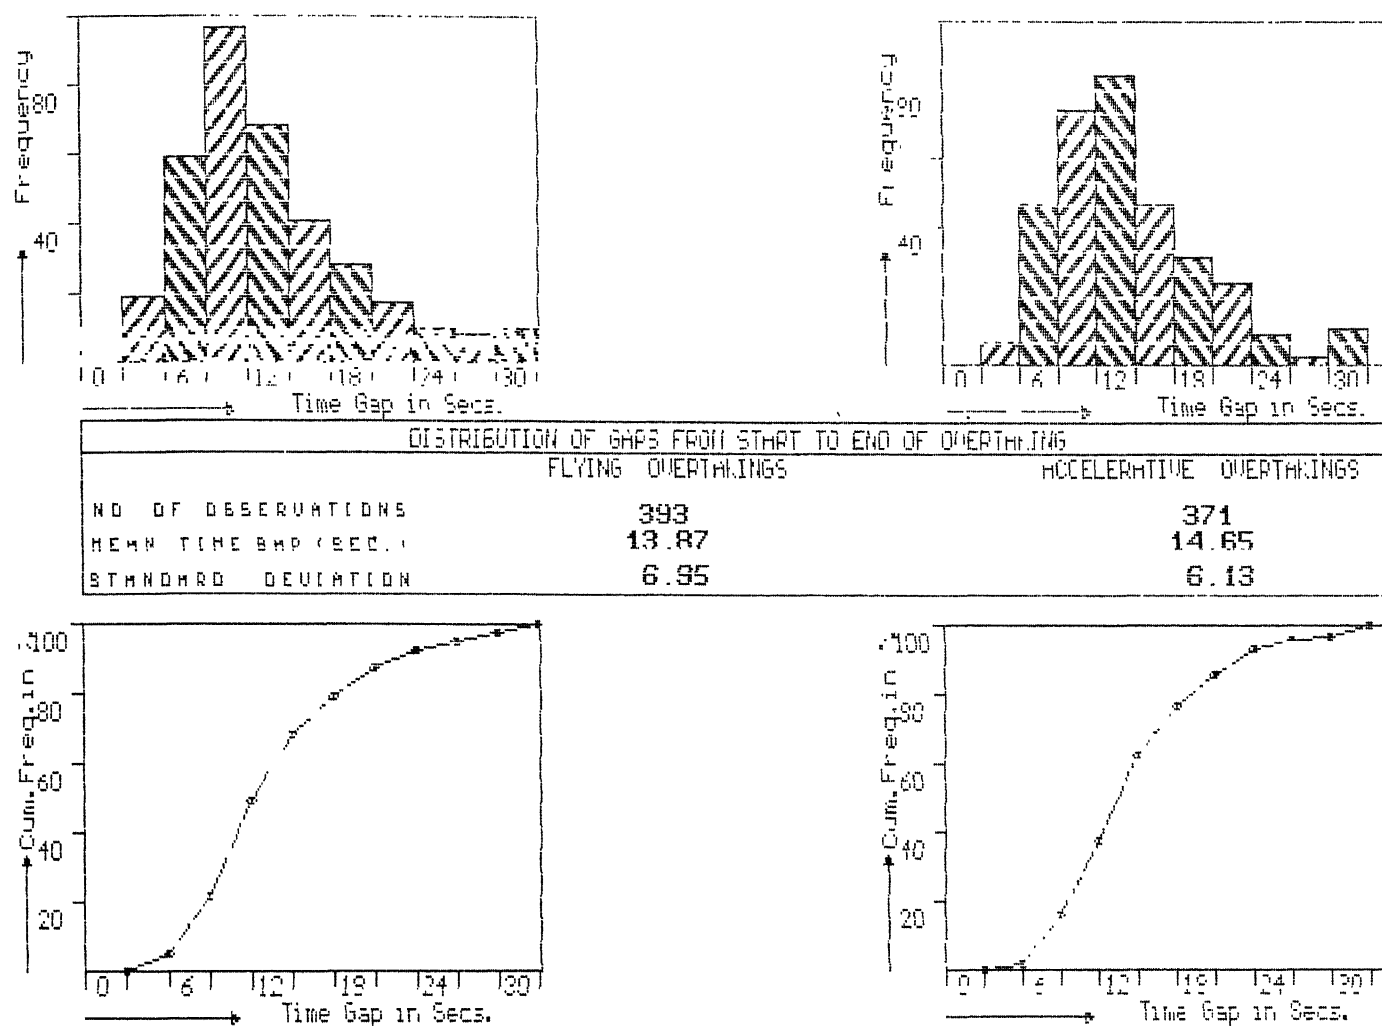 Frequency
80
40
0 6 12 18 24 30
Time Gap in Secs.
Frequency
80
40
0 6 12 18 24 30
Time Gap in Secs.
DISTRIBUTION OF GAPS FROM START TO END OF OVERTAKING
FLYING OVERTAKINGS ACCELERATIVE OVERTAKINGS
NO OF OBSERVATIONS 393 371
MEAN TIME GAP (SEC.) 13.87 14.65
STANDARD DEVIATION 6.95 6.13
Cum.Freq.in
100
80
60
40
20
0 6 12 18 24 30
Time Gap in Secs.
Cum.Freq.in
100
80
60
40
20
0 6 12 18 24 30
Time Gap in Secs.